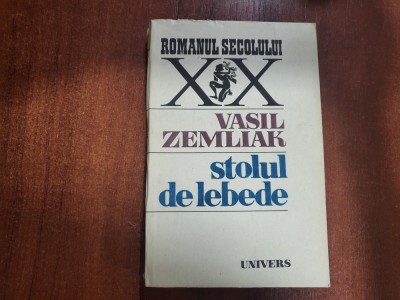 ROMANUL SECOLULUI
XX
VASIL
ZEMLIAK
stolul
de lebede
UNIVERS